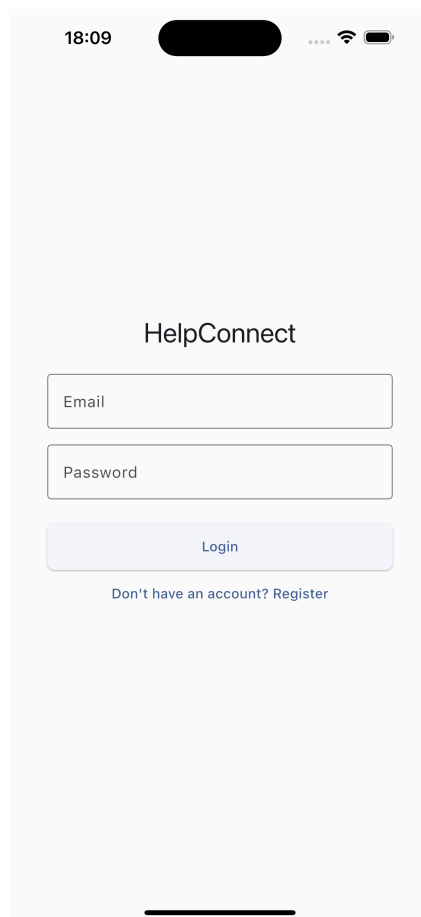 18:09
HelpConnect
Email
Password
Login
Don't have an account? Register